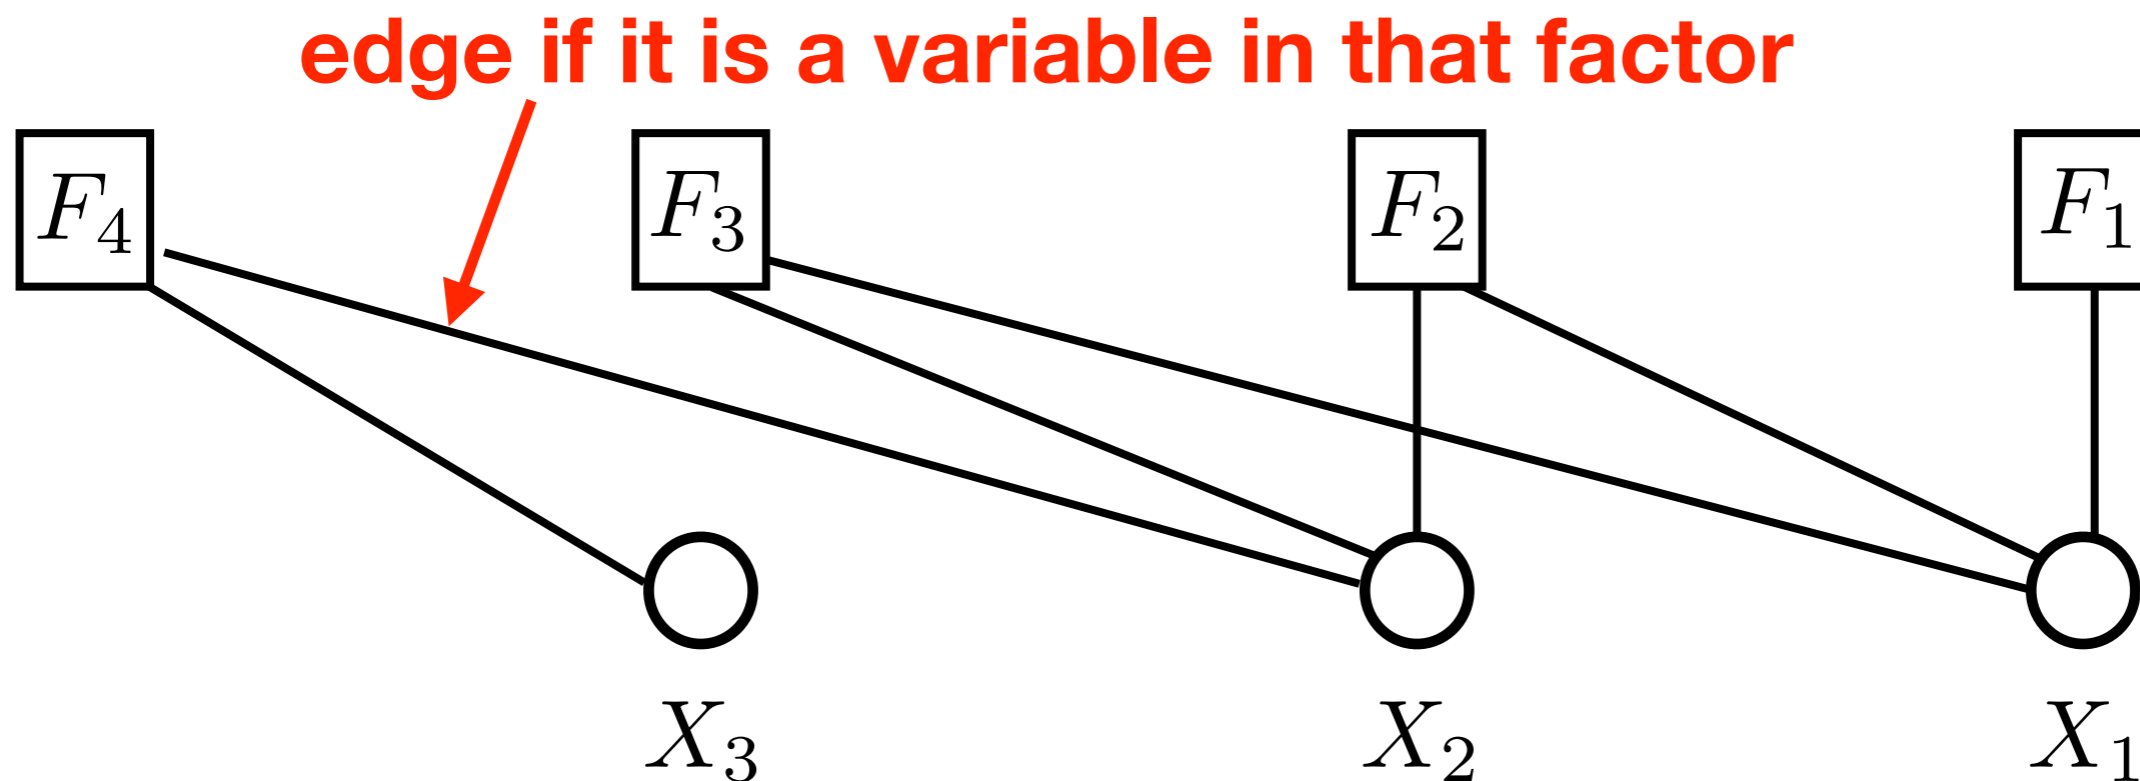 edge if it is a variable in that factor
F₄ F₃ F₂ F₁
X₃ X₂ X₁